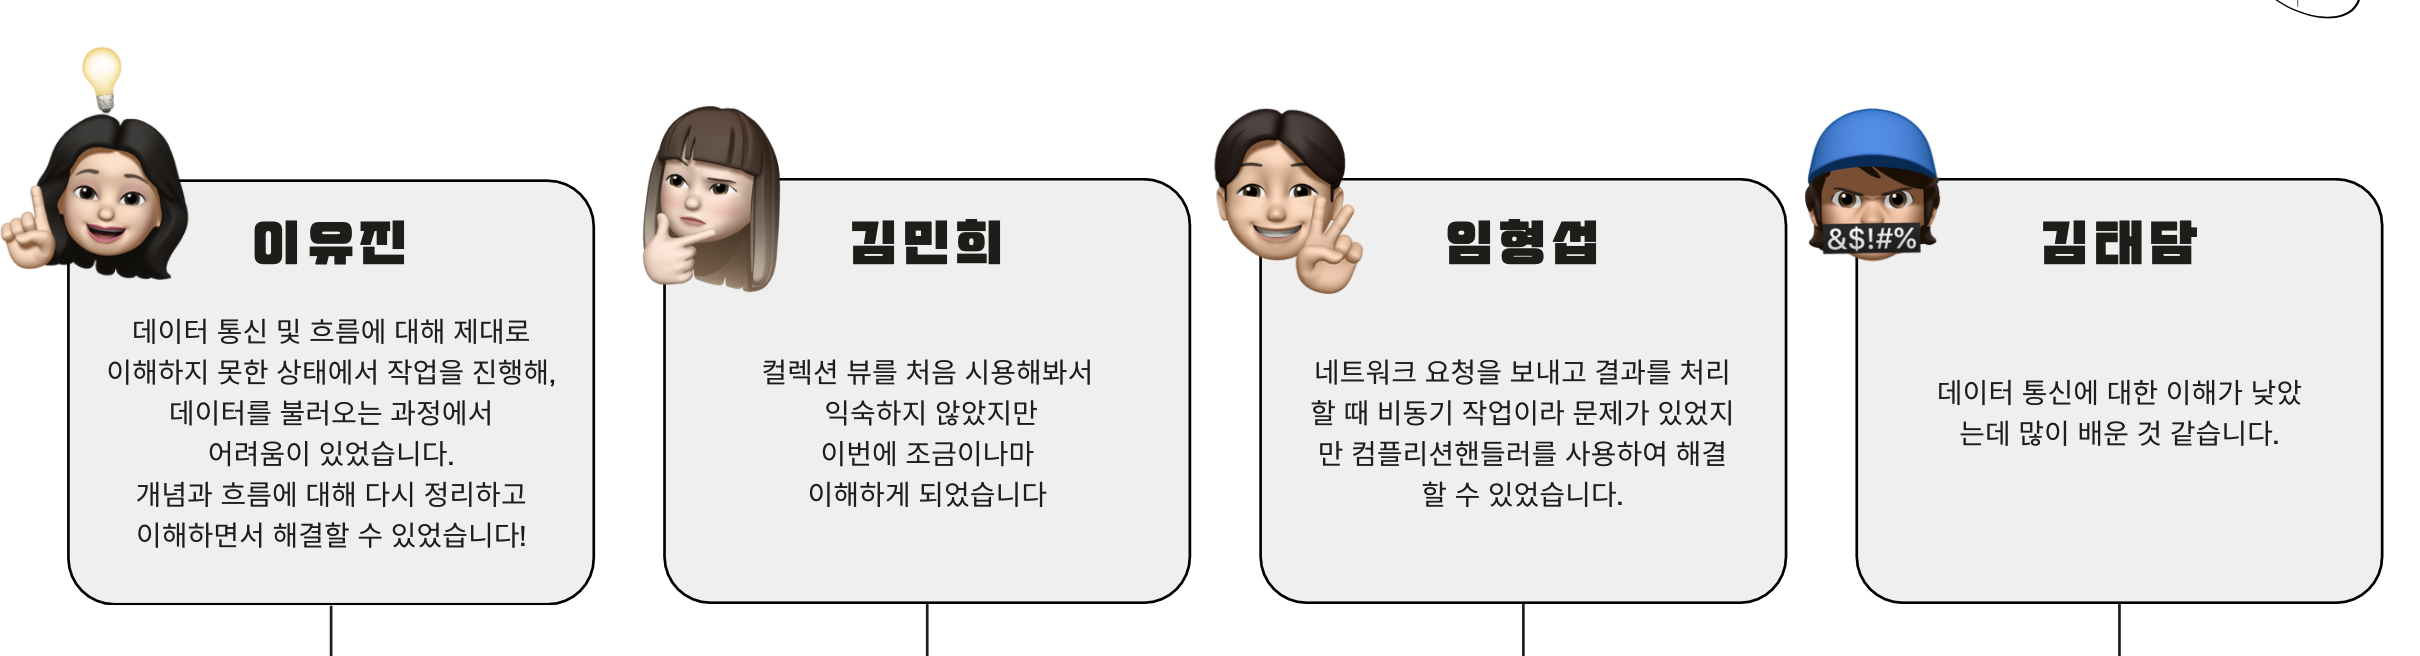 이유진
데이터 통신 및 흐름에 대해 제대로
이해하지 못한 상태에서 작업을 진행해,
데이터를 불러오는 과정에서
어려움이 있었습니다.
개념과 흐름에 대해 다시 정리하고
이해하면서 해결할 수 있었습니다!
김민희
컬렉션 뷰를 처음 시용해봐서
익숙하지 않았지만
이번에 조금이나마
이해하게 되었습니다
임형섭
네트워크 요청을 보내고 결과를 처리
할 때 비동기 작업이라 문제가 있었지
만 컴플리션핸들러를 사용하여 해결
할 수 있었습니다.
&$!#%
김태담
데이터 통신에 대한 이해가 낮았
는데 많이 배운 것 같습니다.